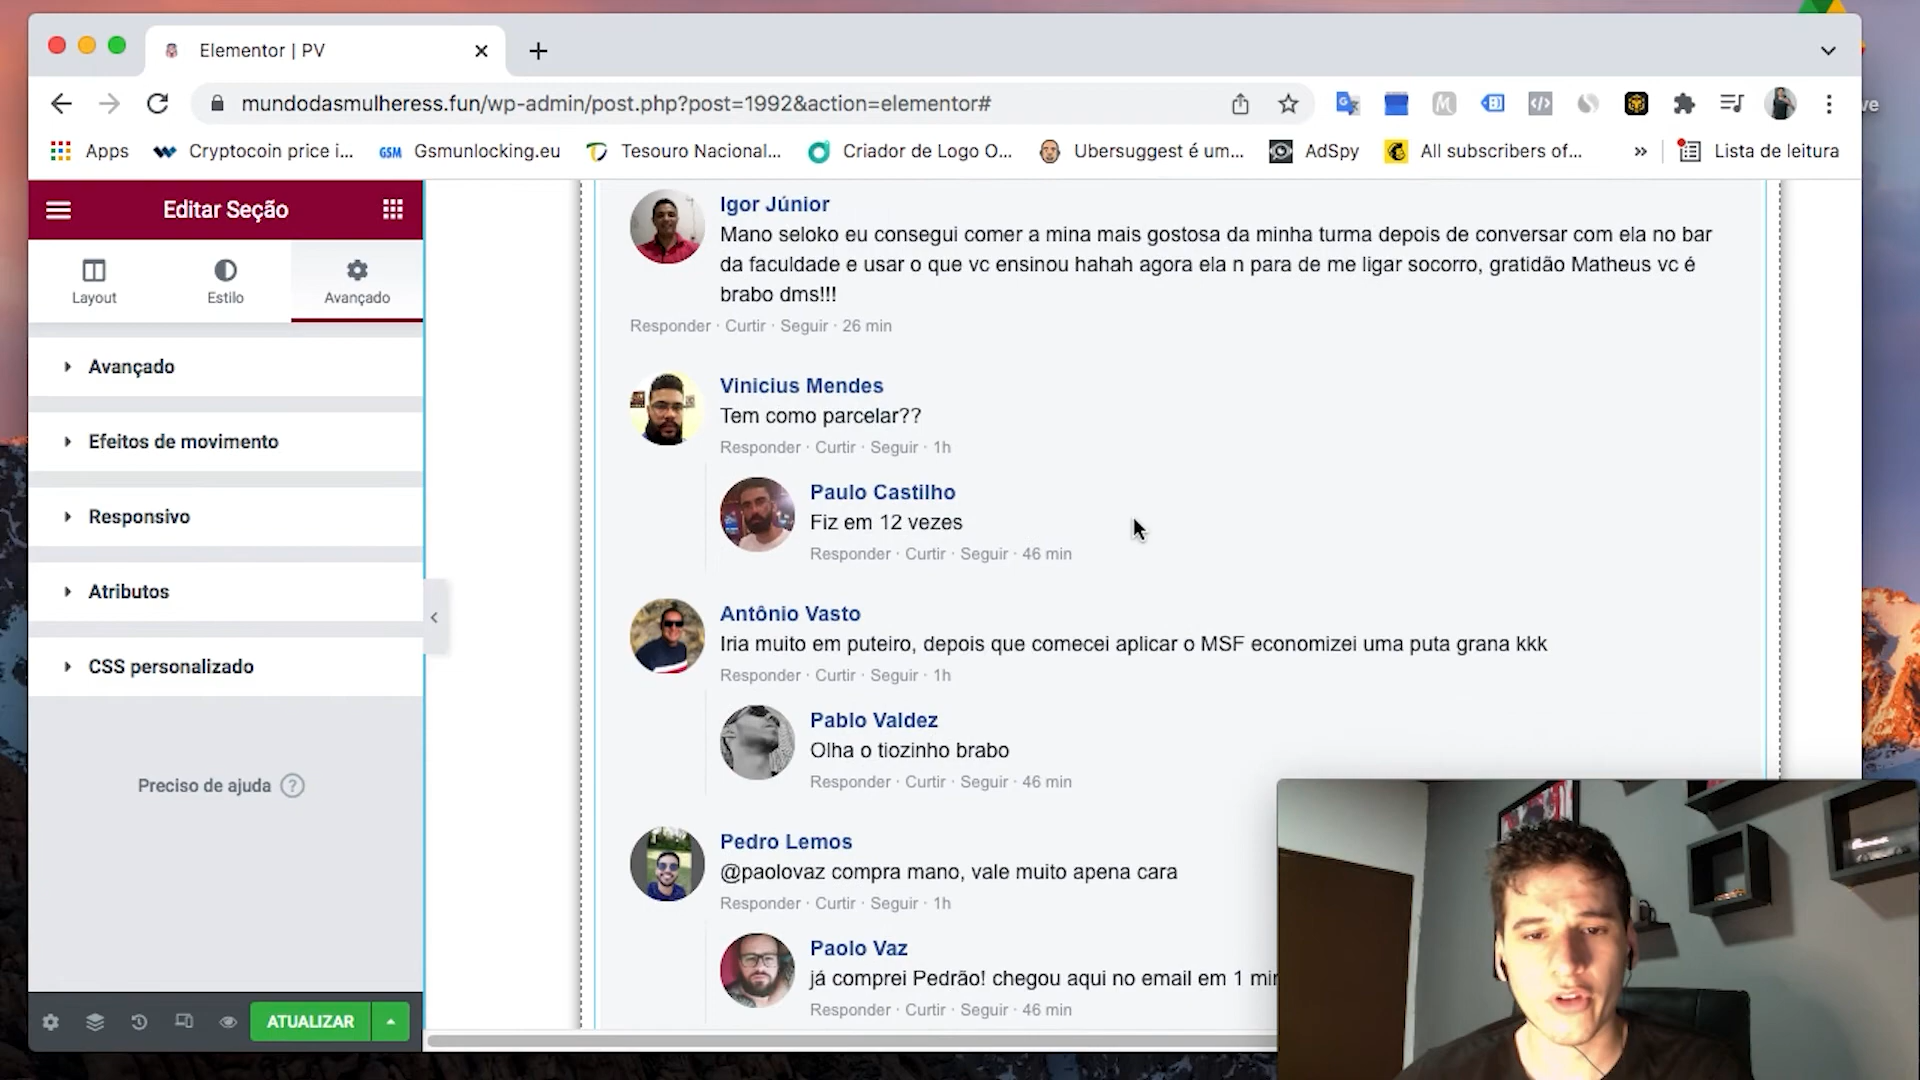 Elementor | PV
mundodasmulheress.fun/wp-admin/post.php?post=1992&action=elementor#
ve
Apps
Cryptocoin price i...
GSM
Gsmunlocking.eu
Tesouro Nacional...
Criador de Logo O...
Ubersuggest é um...
AdSpy
All subscribers of...
»
Lista de leitura
Editar Seção
Layout
Estilo
Avançado
Avançado
Efeitos de movimento
Responsivo
Atributos
CSS personalizado
Preciso de ajuda ?
ATUALIZAR
Igor Júnior
Mano seloko eu consegui comer a mina mais gostosa da minha turma depois de conversar com ela no bar
da faculdade e usar o que vc ensinou hahah agora ela n para de me ligar socorro, gratidão Matheus vc é
brabo dms!!!
Responder · Curtir · Seguir · 26 min
Vinicius Mendes
Tem como parcelar??
Responder · Curtir · Seguir · 1h
Paulo Castilho
Fiz em 12 vezes
Responder · Curtir · Seguir · 46 min
Antônio Vasto
Iria muito em puteiro, depois que comecei aplicar o MSF economizei uma puta grana kkk
Responder · Curtir · Seguir · 1h
Pablo Valdez
Olha o tiozinho brabo
Responder · Curtir · Seguir · 46 min
Pedro Lemos
@paolovaz compra mano, vale muito apena cara
Responder · Curtir · Seguir · 1h
Paolo Vaz
já comprei Pedrão! chegou aqui no email em 1 min
Responder · Curtir · Seguir · 46 min